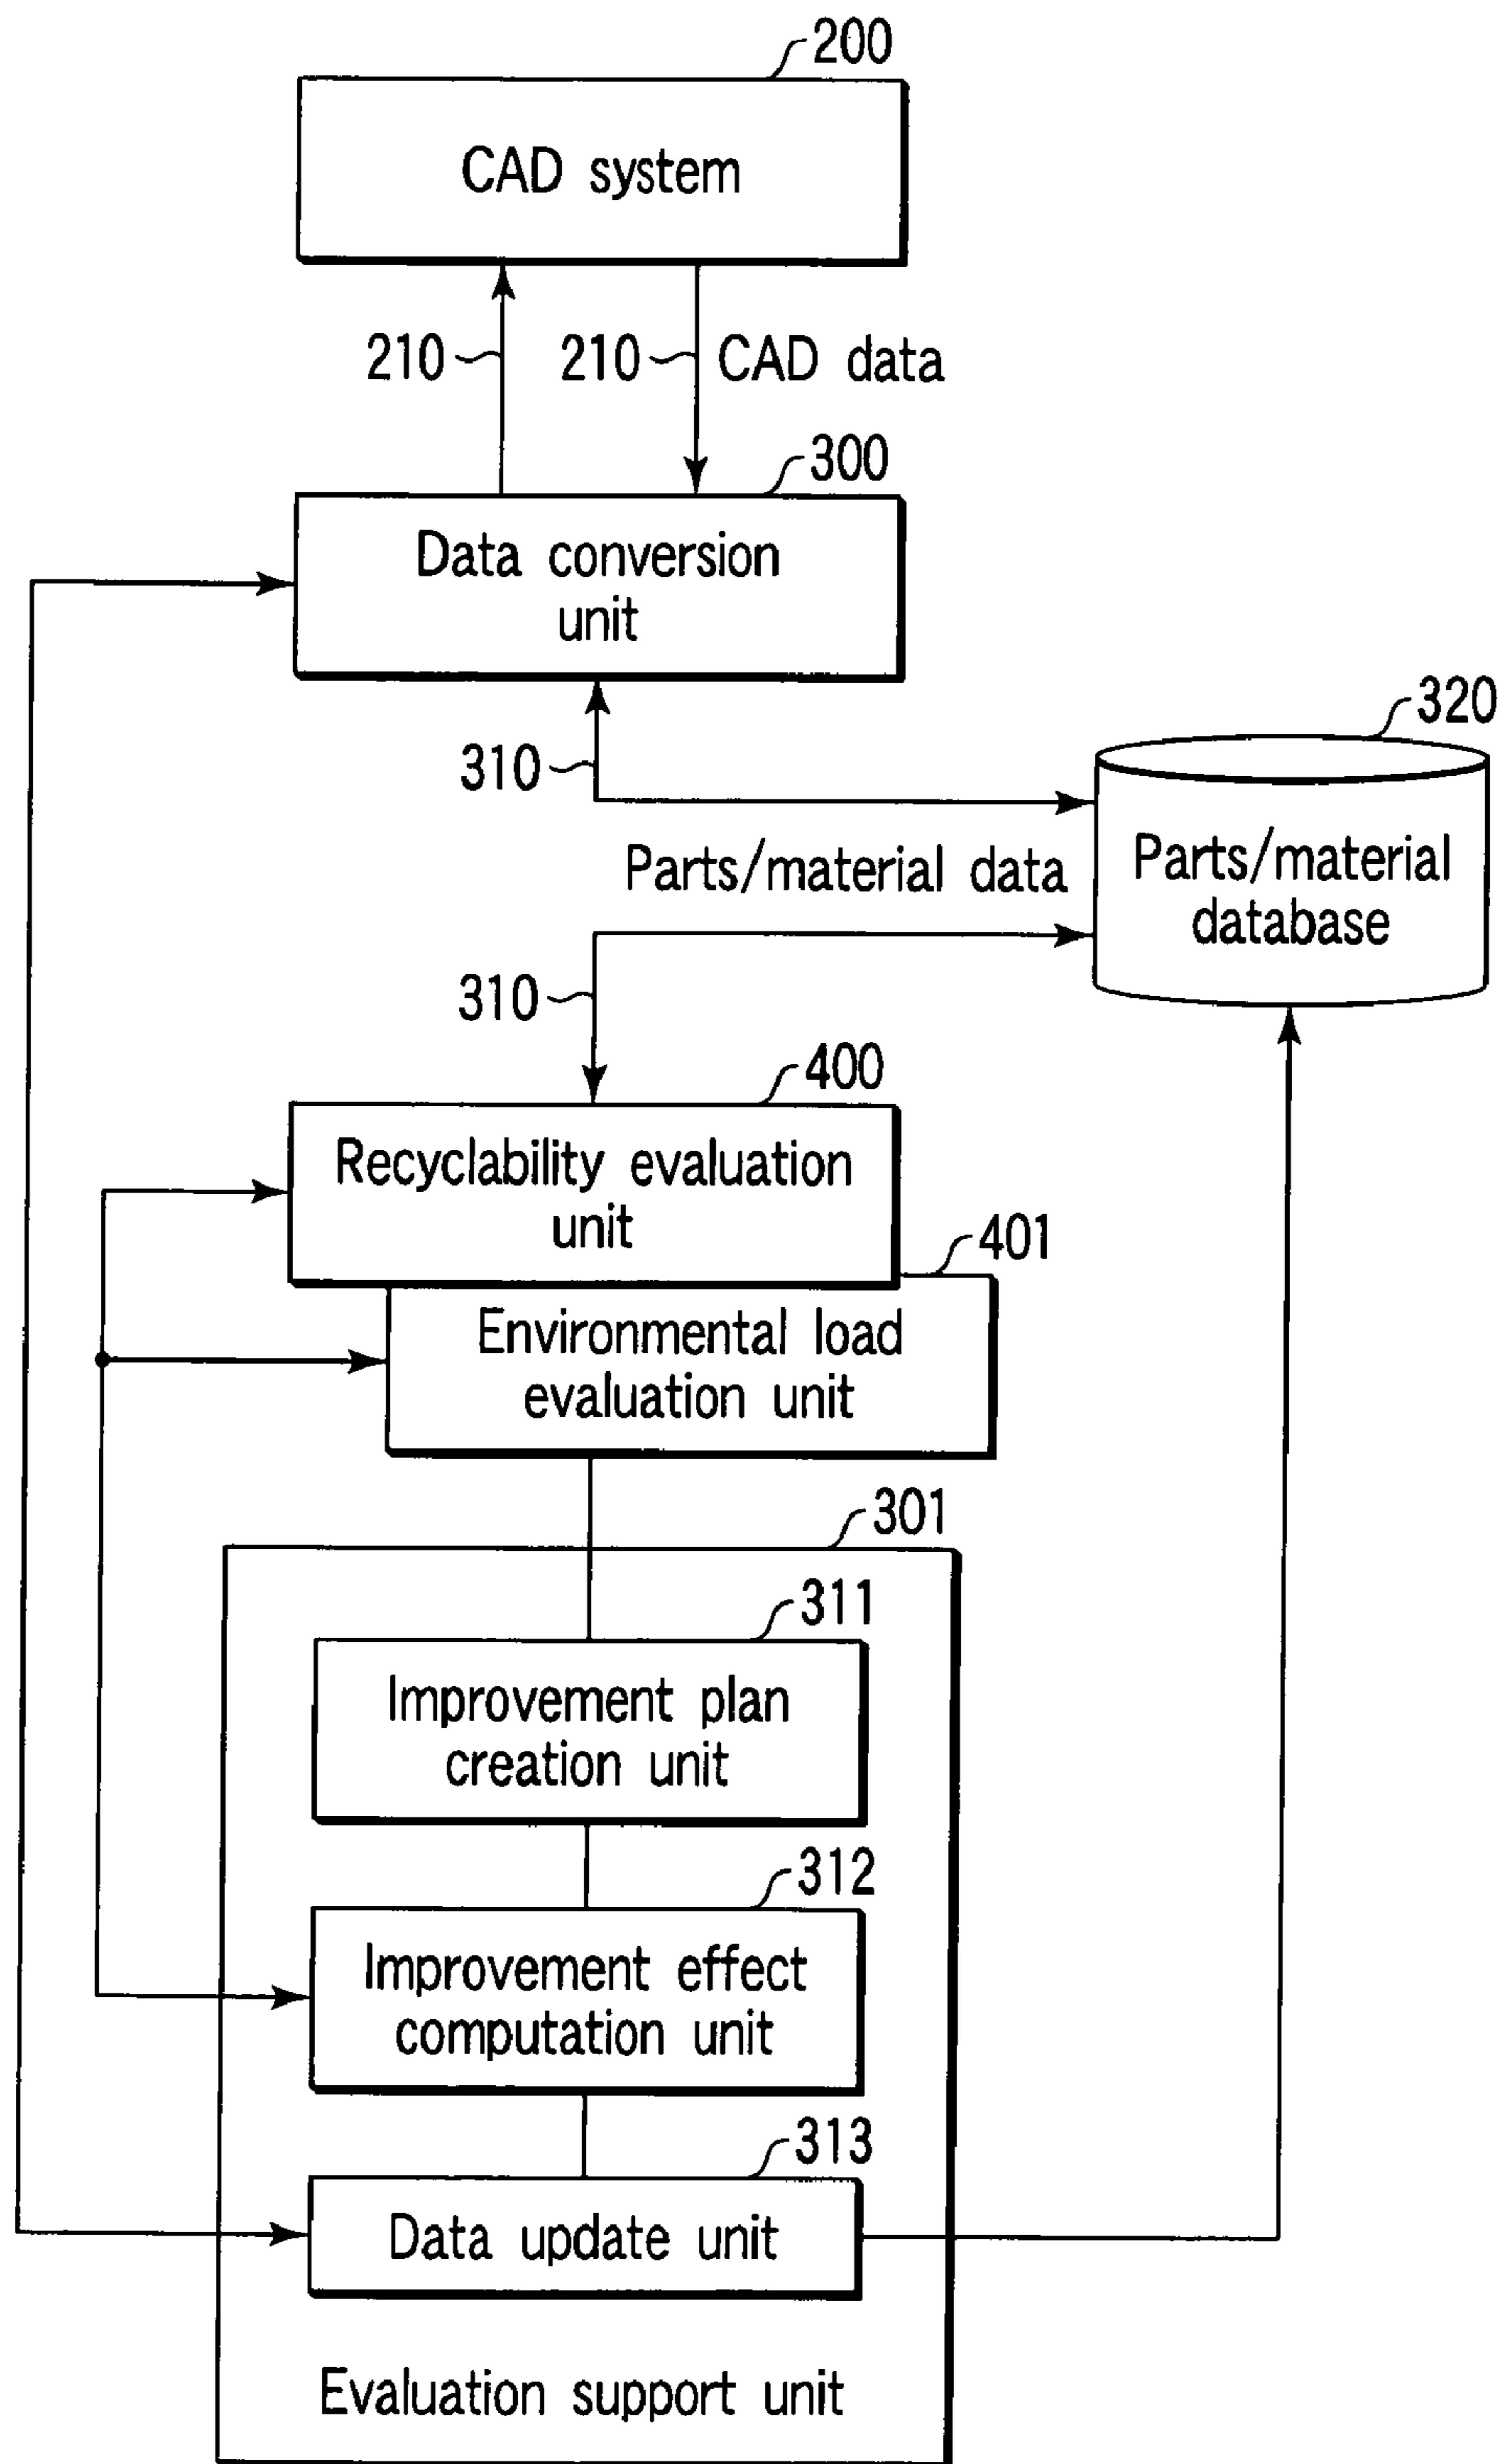 200
CAD system
210
210
CAD data
300
Data conversion
unit
320
310
Parts/material
database
Parts/material data
310
400
Recyclability evaluation
unit
401
Environmental load
evaluation unit
301
311
Improvement plan
creation unit
312
Improvement effect
computation unit
313
Data update unit
Evaluation support unit